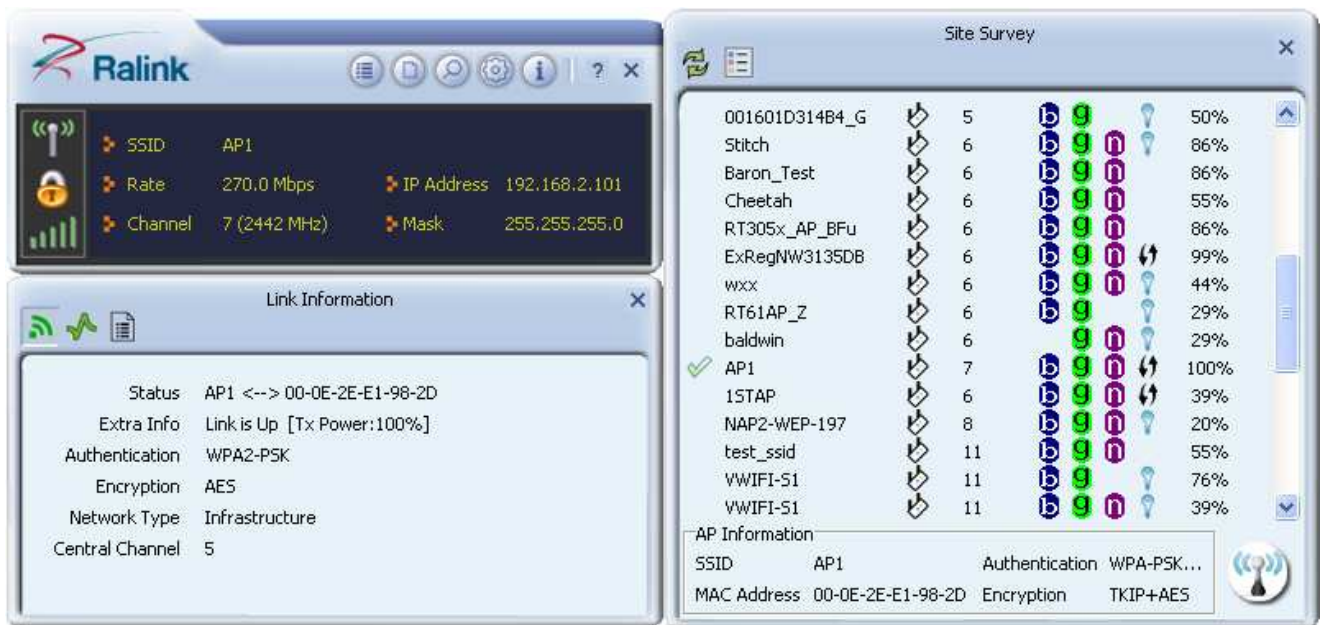 Ralink
? ×
SSID AP1
Rate 270.0 Mbps IP Address 192.168.2.101
Channel 7 (2442 MHz) Mask 255.255.255.0
Link Information
Status AP1 <--> 00-0E-2E-E1-98-2D
Extra Info Link is Up [Tx Power:100%]
Authentication WPA2-PSK
Encryption AES
Network Type Infrastructure
Central Channel 5
Site Survey
001601D314B4_G 5 b g 50%
Stitch 6 b g n 86%
Baron_Test 6 b g n 86%
Cheetah 6 b g n 55%
RT305x_AP_BFu 6 b g n 86%
ExRegNW3135DB 6 b g n 99%
wxx 6 b g n 44%
RT61AP_Z 6 b g 29%
baldwin 6 g n 29%
AP1 7 b g n 100%
1STAP 6 b g n 39%
NAP2-WEP-197 8 b g n 20%
test_ssid 11 b g n 55%
VWIFI-S1 11 b g 76%
VWIFI-S1 11 b g n 39%
AP Information
SSID AP1 Authentication WPA-PSK...
MAC Address 00-0E-2E-E1-98-2D Encryption TKIP+AES